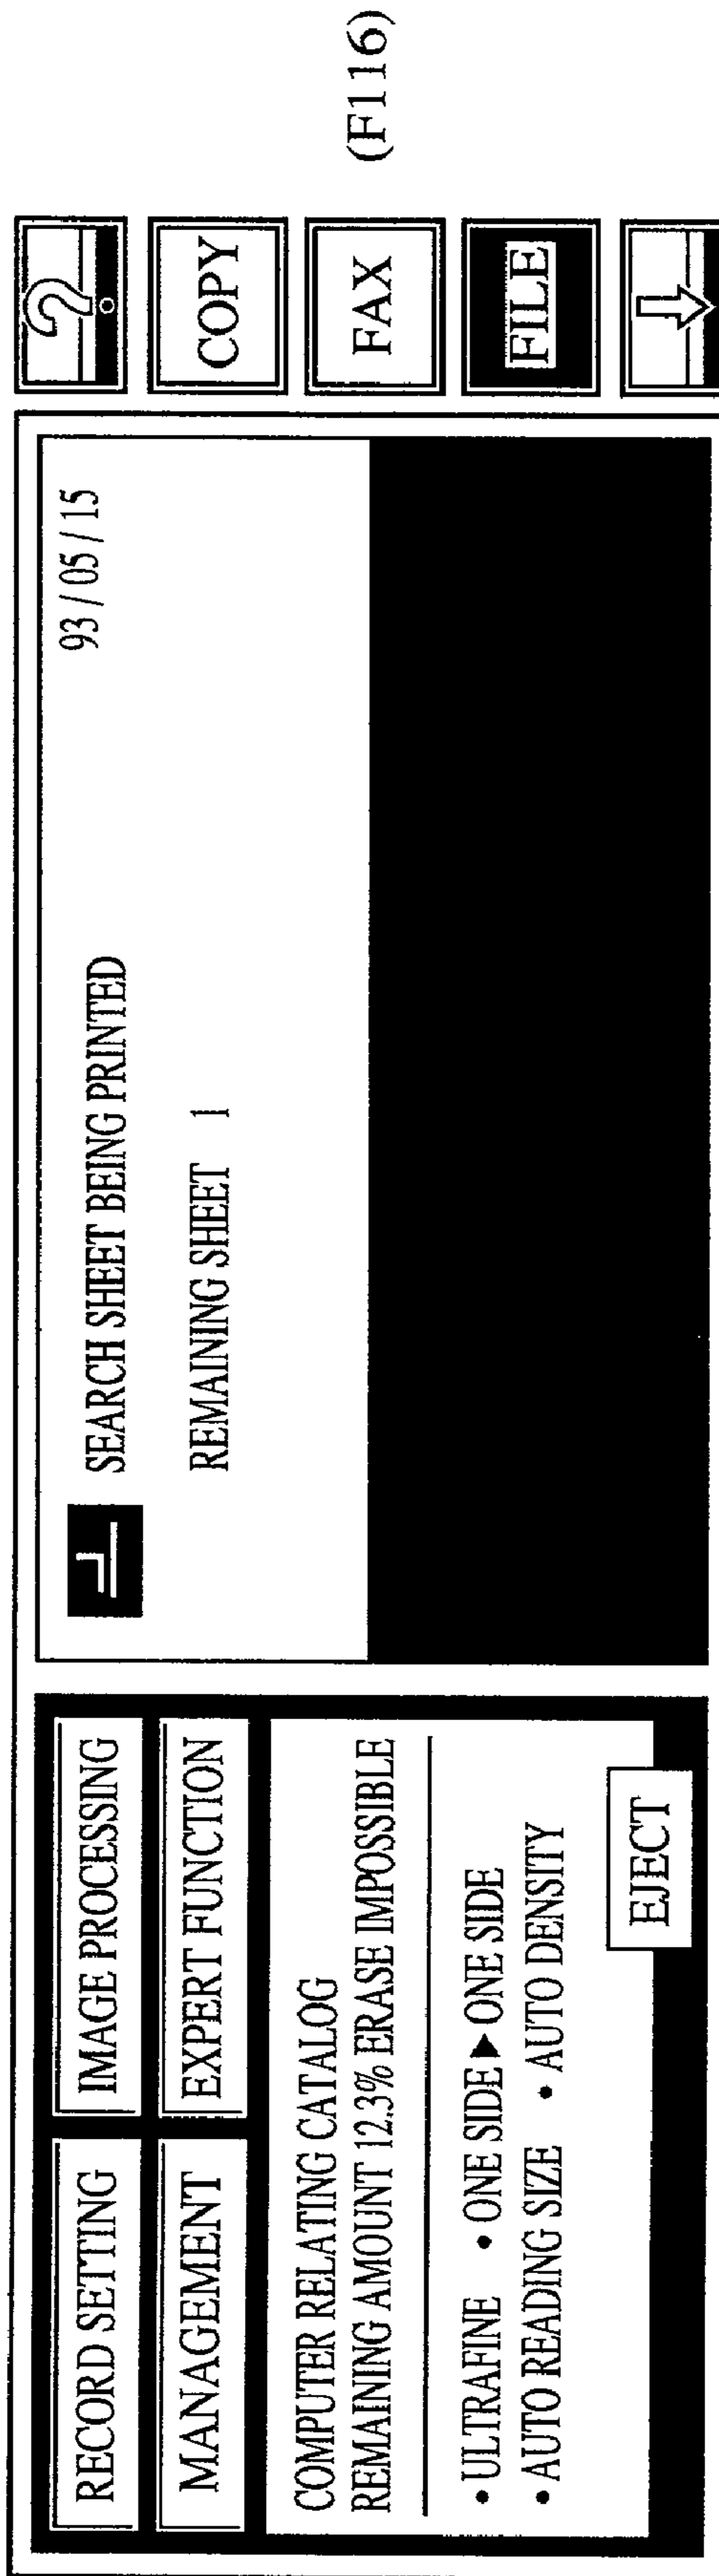 RECORD SETTING
IMAGE PROCESSING
MANAGEMENT
EXPERT FUNCTION
COMPUTER RELATING CATALOG
REMAINING AMOUNT 12.3% ERASE IMPOSSIBLE
• ULTRAFINE • ONE SIDE ▶ ONE SIDE
• AUTO READING SIZE • AUTO DENSITY
EJECT
SEARCH SHEET BEING PRINTED
93 / 05 / 15
REMAINING SHEET 1
?
COPY
FAX
FILE
(F116)